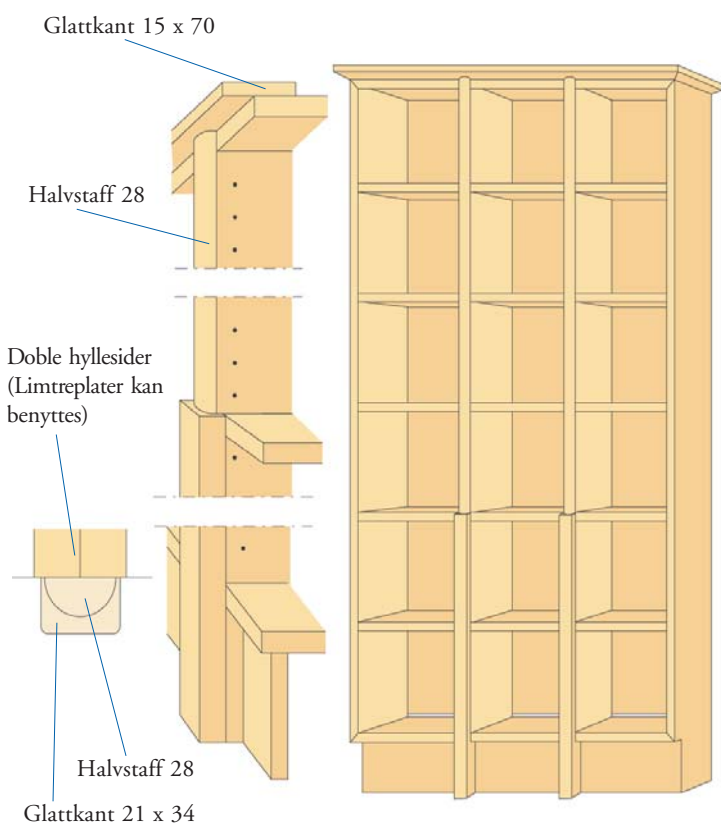 Glattkant 15 x 70
Halvstaff 28
Doble hyllesider
(Limtreplater kan
benyttes)
Halvstaff 28
Glattkant 21 x 34